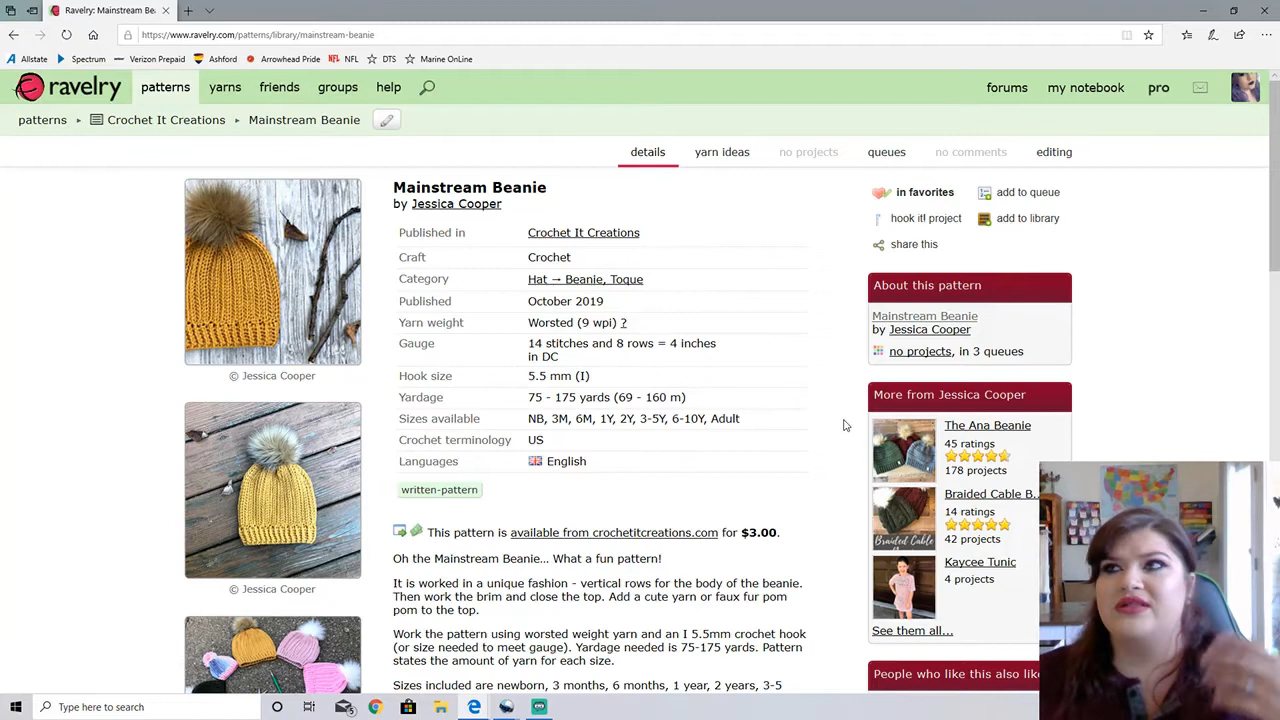 Ravelry: Mainstream Bea
https://www.ravelry.com/patterns/library/mainstream-beanie
Allstate
Spectrum
Verizon Prepaid
Ashford
Arrowhead Pride
NFL
NFL
DTS
Marine OnLine
ravelry
patterns
yarns
friends
groups
help
forums
my notebook
pro
patterns ▸ Crochet It Creations ▸ Mainstream Beanie
details
yarn ideas
no projects
queues
no comments
editing
Mainstream Beanie
by Jessica Cooper
Published in Crochet It Creations
Craft Crochet
Category Hat → Beanie, Toque
Published October 2019
Yarn weight Worsted (9 wpi) ?
Gauge 14 stitches and 8 rows = 4 inches
in DC
Hook size 5.5 mm (I)
Yardage 75 - 175 yards (69 - 160 m)
Sizes available NB, 3M, 6M, 1Y, 2Y, 3-5Y, 6-10Y, Adult
Crochet terminology US
Languages English
written-pattern
This pattern is available from crochetitcreations.com for $3.00.
Oh the Mainstream Beanie... What a fun pattern!
It is worked in a unique fashion - vertical rows for the body of the beanie.
Then work the brim and close the top. Add a cute yarn or faux fur pom
pom to the top.
Work the pattern using worsted weight yarn and an I 5.5mm crochet hook
(or size needed to meet gauge). Yardage needed is 75-175 yards. Pattern
states the amount of yarn for each size.
Sizes included are newborn, 3 months, 6 months, 1 year, 2 years, 3-5
© Jessica Cooper
© Jessica Cooper
in favorites
add to queue
hook it! project
add to library
share this
About this pattern
Mainstream Beanie
by Jessica Cooper
no projects, in 3 queues
More from Jessica Cooper
The Ana Beanie
45 ratings
178 projects
Braided Cable B...
14 ratings
42 projects
Braided Cable
Kaycee Tunic
4 projects
See them all...
People who like this also like
Type here to search
5